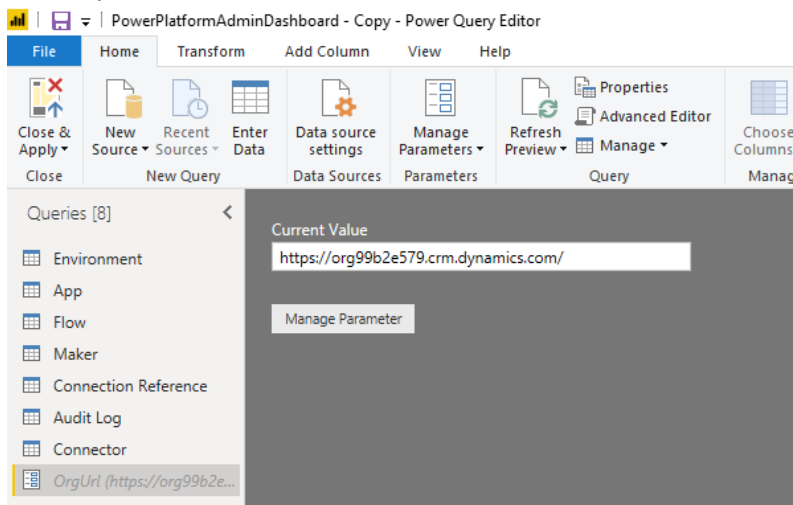 PowerPlatformAdminDashboard - Copy - Power Query Editor
File Home Transform Add Column View Help
Close & Apply
New Source
Recent Sources
Enter Data
Data source settings
Manage Parameters
Refresh Preview
Properties
Advanced Editor
Manage
Choose Columns
Close New Query Data Sources Parameters Query Manag
Queries [8]
Current Value
https://org99b2e579.crm.dynamics.com/
Manage Parameter
Environment
App
Flow
Maker
Connection Reference
Audit Log
Connector
OrgUrl (https://org99b2e...